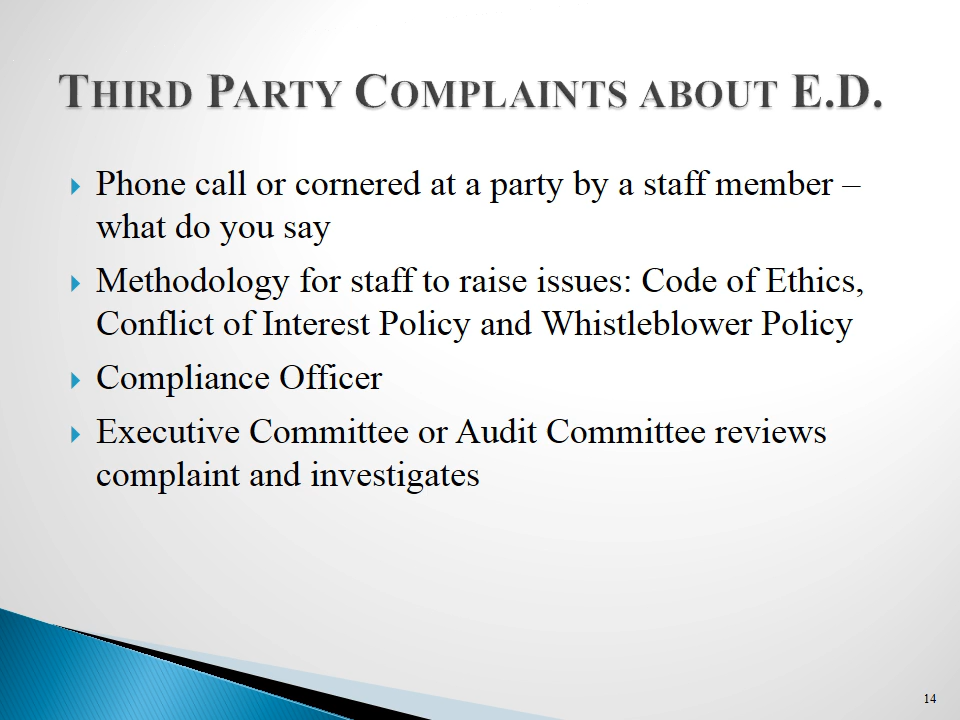 THIRD PARTY COMPLAINTS ABOUT E.D.
Phone call or cornered at a party by a staff member –
what do you say
Methodology for staff to raise issues: Code of Ethics,
Conflict of Interest Policy and Whistleblower Policy
Compliance Officer
Executive Committee or Audit Committee reviews
complaint and investigates
14